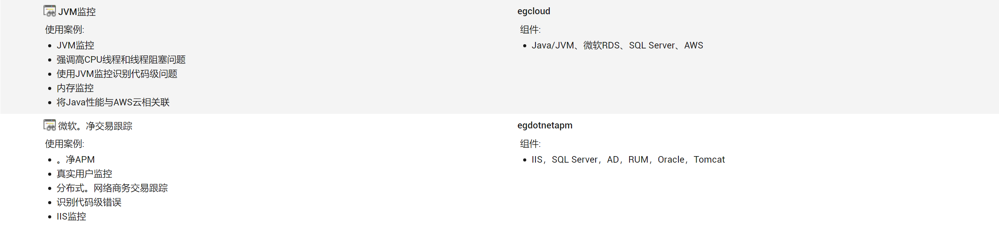 JVM监控
egcloud
使用案例:
组件:
JVM监控
Java/JVM、微软RDS、SQL Server、AWS
强调高CPU线程和线程阻塞问题
使用JVM监控识别代码级问题
内存监控
将Java性能与AWS云相关联
微软。净交易跟踪
egdotnetapm
使用案例:
组件:
。净APM
IIS，SQL Server，AD，RUM，Oracle，Tomcat
真实用户监控
分布式。网络商务交易跟踪
识别代码级错误
IIS监控